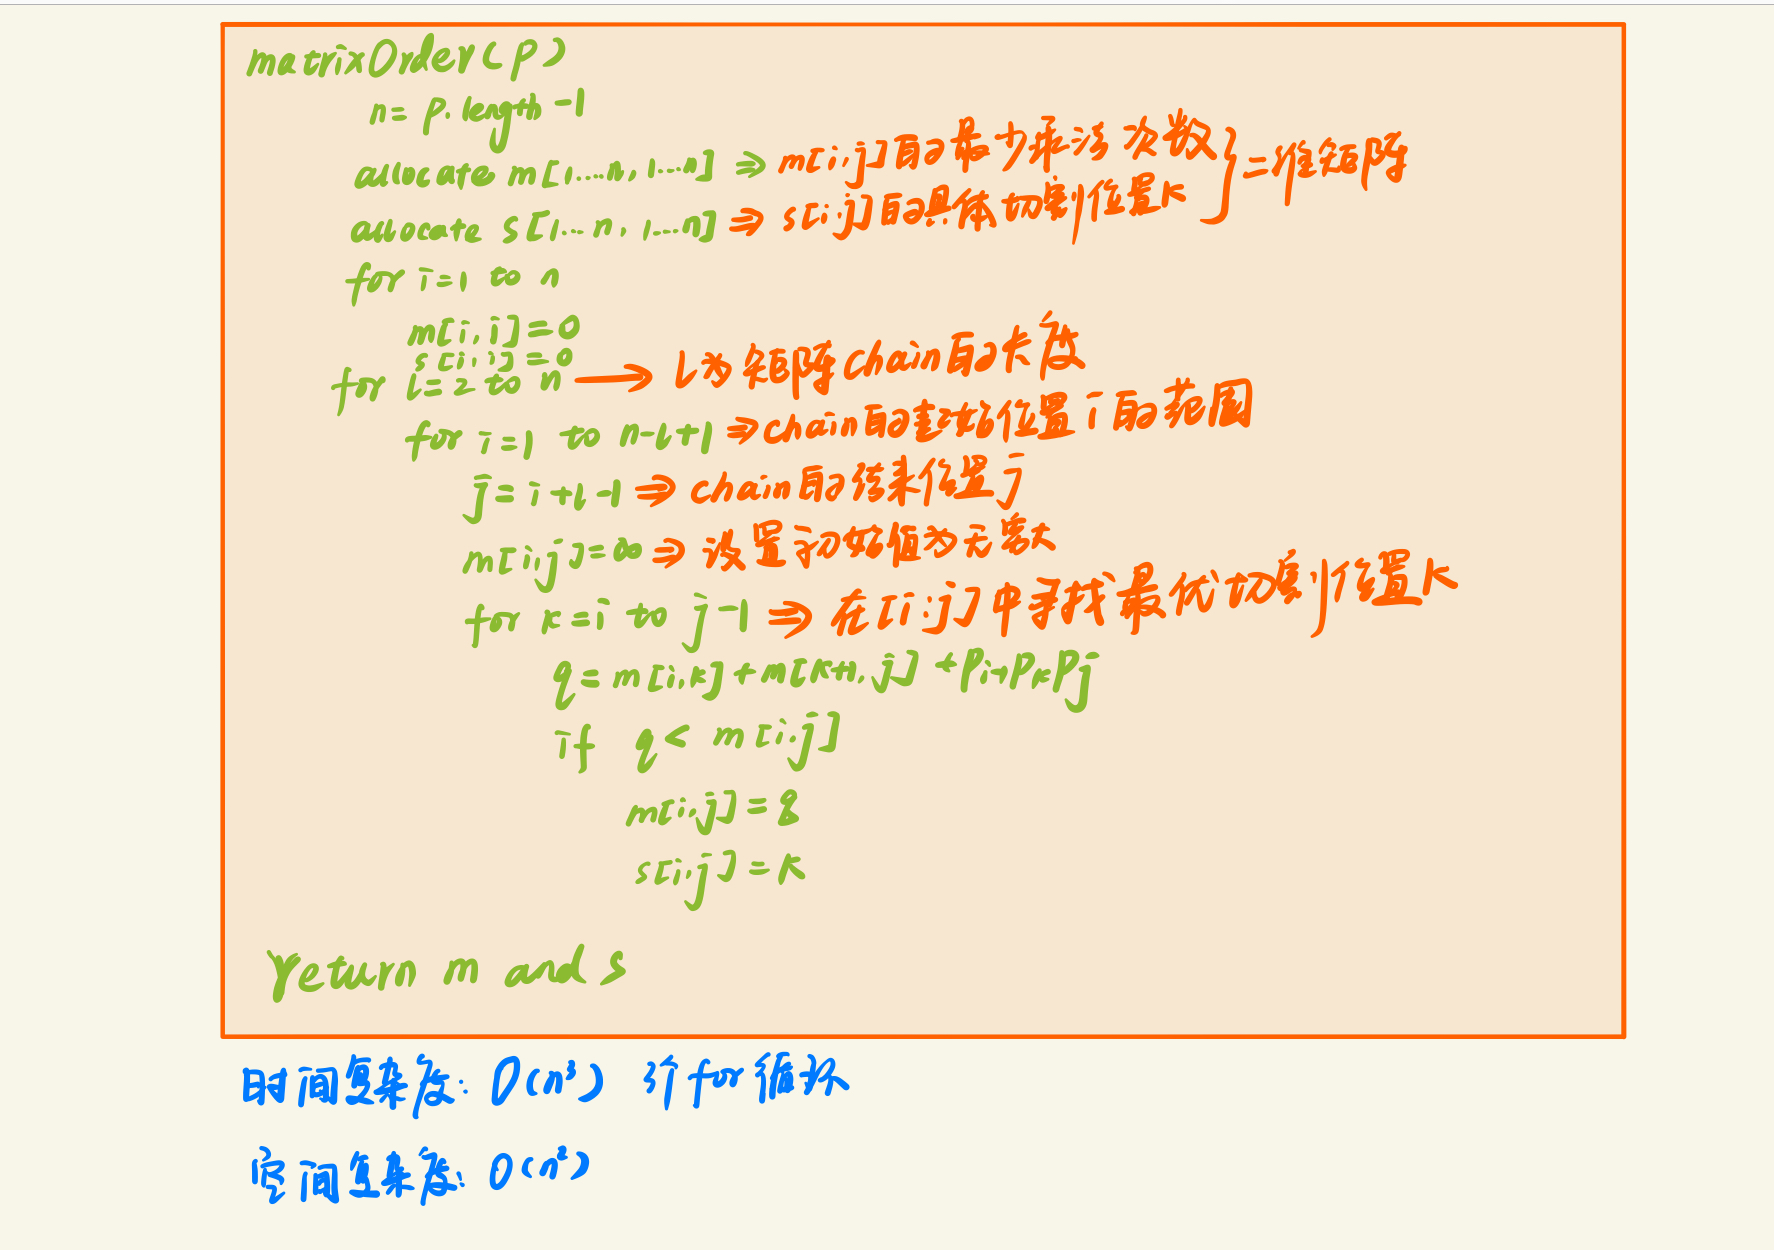 matrixOrder(p)
n= p.length -1
allocate m[1....n, 1....n] ⇒ m[i,j]的最少乘法次数 } 二维矩阵
allocate s[1...n, 1...n] ⇒ s[i,j]的具体切割位置k
for i=1 to n
m[i,i]=0
s[i,i]=0
for l=2 to n → l为矩阵chain的长度
for i=1 to n-l+1 ⇒ chain的起始位置i的范围
j=i+l-1 ⇒ chain的结束位置j
m[i,j]=∞ ⇒ 设置初始值为无穷大
for k=i to j-1 ⇒ 在[i:j]中寻找最优切割位置k
q=m[i,k]+m[k+1,j]+Pi-1PkPj
if q< m[i,j]
m[i,j]=q
s[i,j]=k
return m and s
时间复杂度: O(n³) 3个for循环
空间复杂度: O(n²)